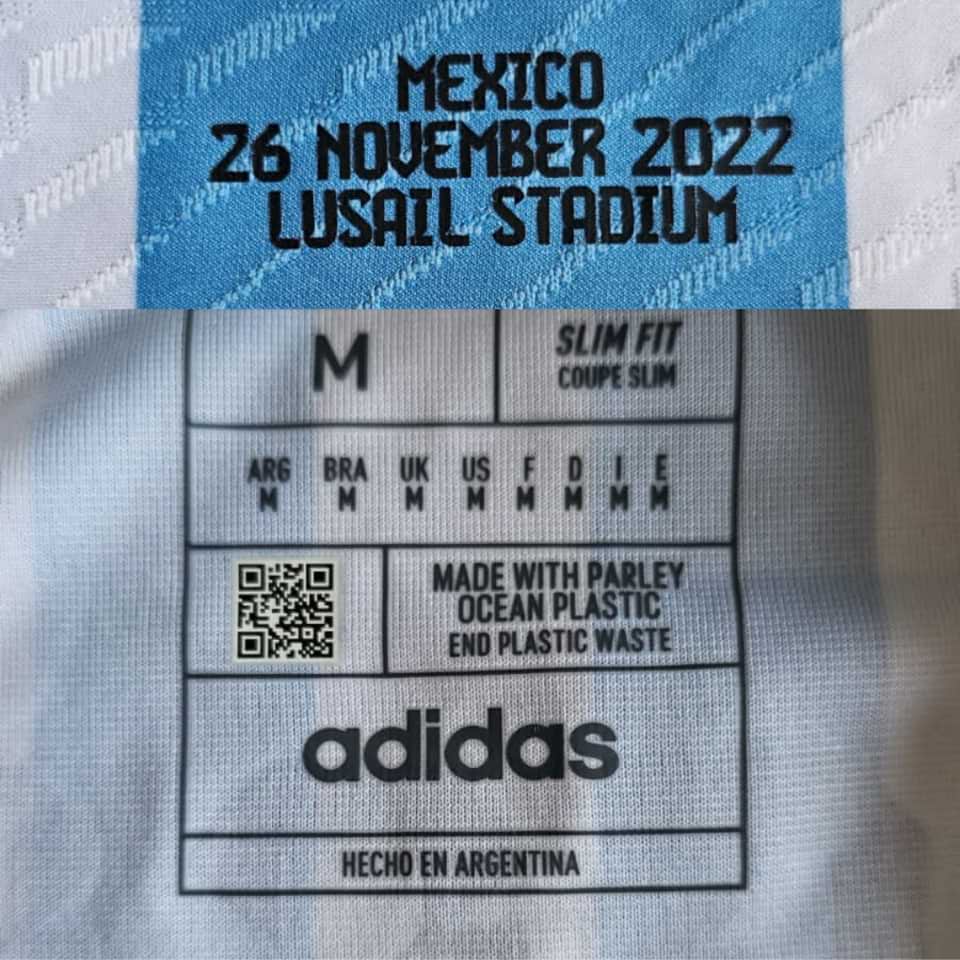 MEXICO
26 NOVEMBER 2022
LUSAIL STADIUM
M
SLIM FIT
COUPE SLIM
ARG BRA UK US F D I E
M M M M M M M M
MADE WITH PARLEY
OCEAN PLASTIC
END PLASTIC WASTE
adidas
HECHO EN ARGENTINA